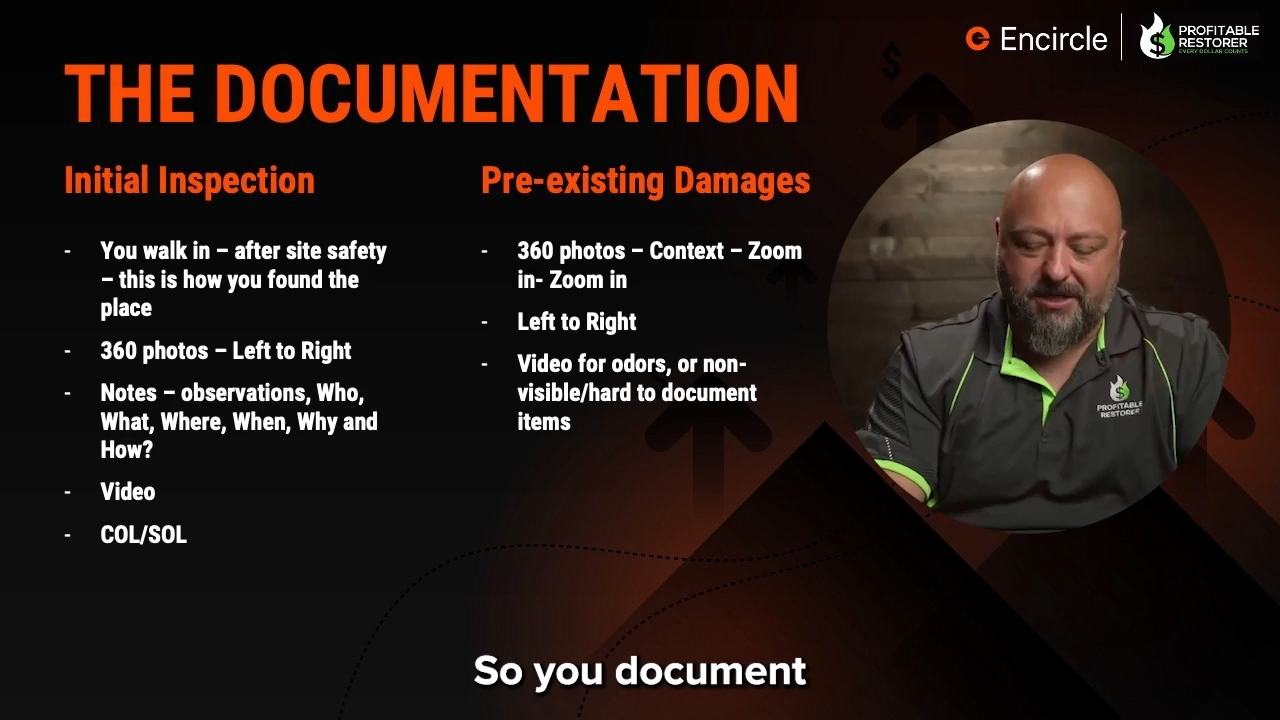 Encircle
PROFITABLE
RESTORER
EVERY DOLLAR COUNTS
$
THE DOCUMENTATION
Initial Inspection
- You walk in – after site safety
– this is how you found the
place
- 360 photos – Left to Right
- Notes – observations, Who,
What, Where, When, Why and
How?
- Video
- COL/SOL
Pre-existing Damages
- 360 photos – Context – Zoom
in- Zoom in
- Left to Right
- Video for odors, or non-
visible/hard to document
items
PROFITABLE
RESTORER
So you document